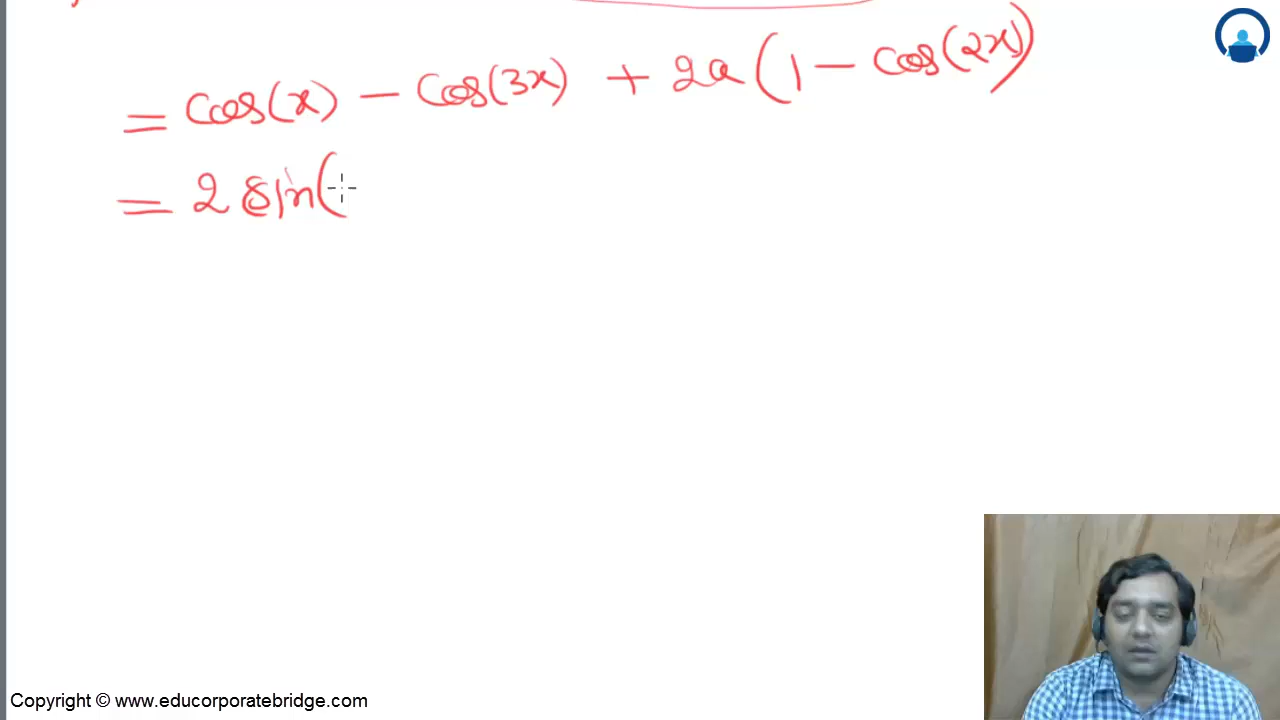 = Cos(x) - Cos(3x) + 2a (1 - Cos(2x))
= 2 Sin(
Copyright © www.educorporatebridge.com